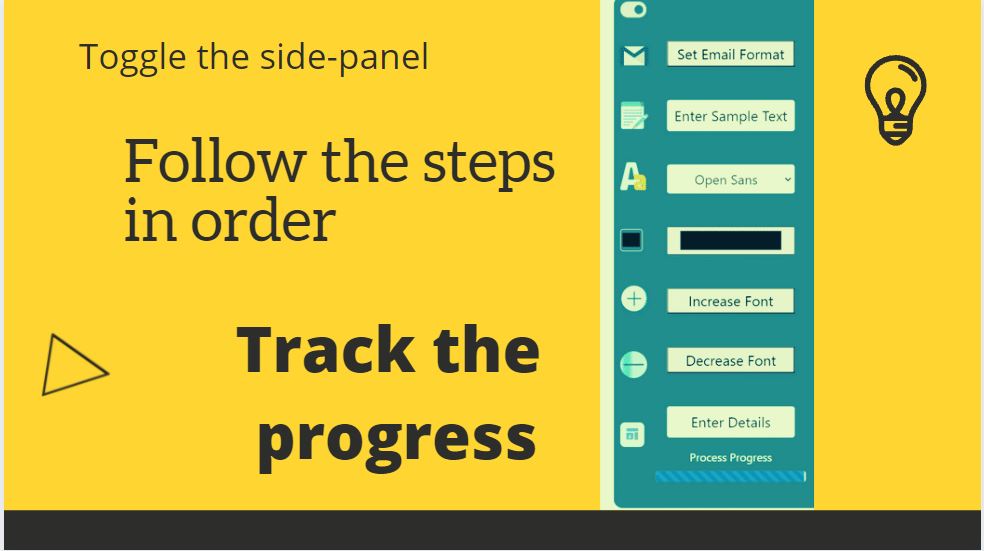 Toggle the side-panel
Follow the steps
in order
Track the
progress
Set Email Format
Enter Sample Text
Open Sans
Increase Font
Decrease Font
Enter Details
Process Progress